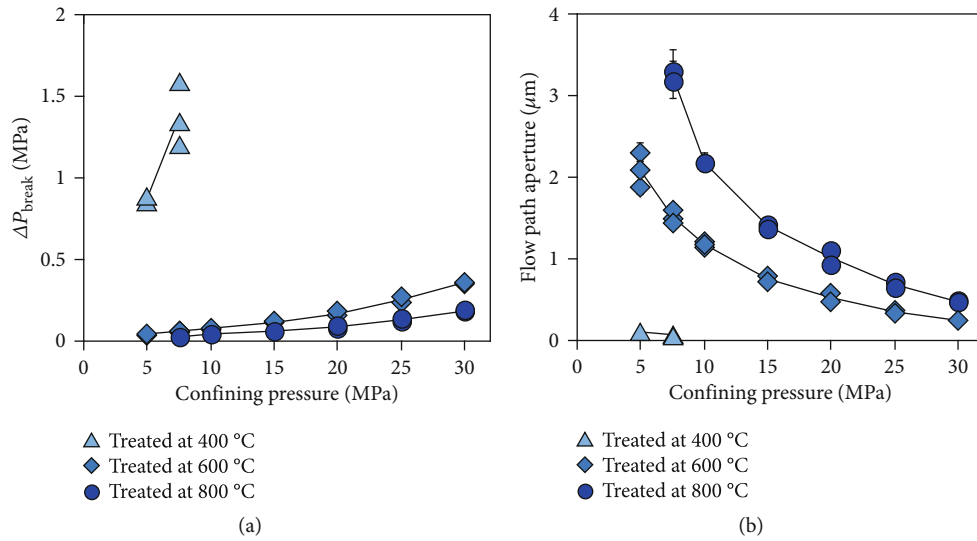 2
1.5
1
0.5
0
ΔP_break (MPa)
5 10 15 20 25 30
Confining pressure (MPa)
Treated at 400 °C
Treated at 600 °C
Treated at 800 °C
(a)
4
3
2
1
0
Flow path aperture (μm)
5 10 15 20 25 30
Confining pressure (MPa)
Treated at 400 °C
Treated at 600 °C
Treated at 800 °C
(b)